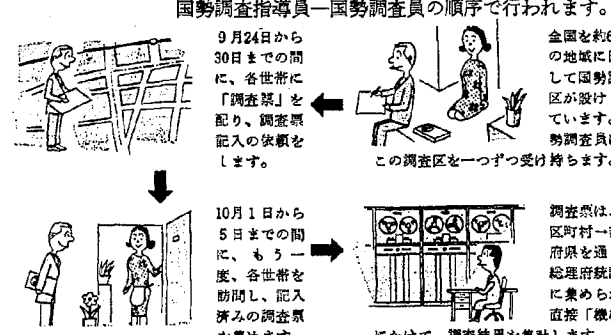 国勢調査指導員―国勢調査員の順序で行われます。
全国を約6
の地域に
して国勢
区が設け
ています。
勢調査員
この調査区を一つずつ受け持ちます。
9月24日から
30日までの間
に、各世帯に
「調査票」を
配り、調査票
記入の依頼を
します。
10月1日から
5日までの間
に、もう一
度、各世帯を
訪問し、記入
済みの調査票
を集めます。
調査票は、
区町村→
府県を通
総理府統
に集めら
直接「機
にかけて、調査結果を集計します。